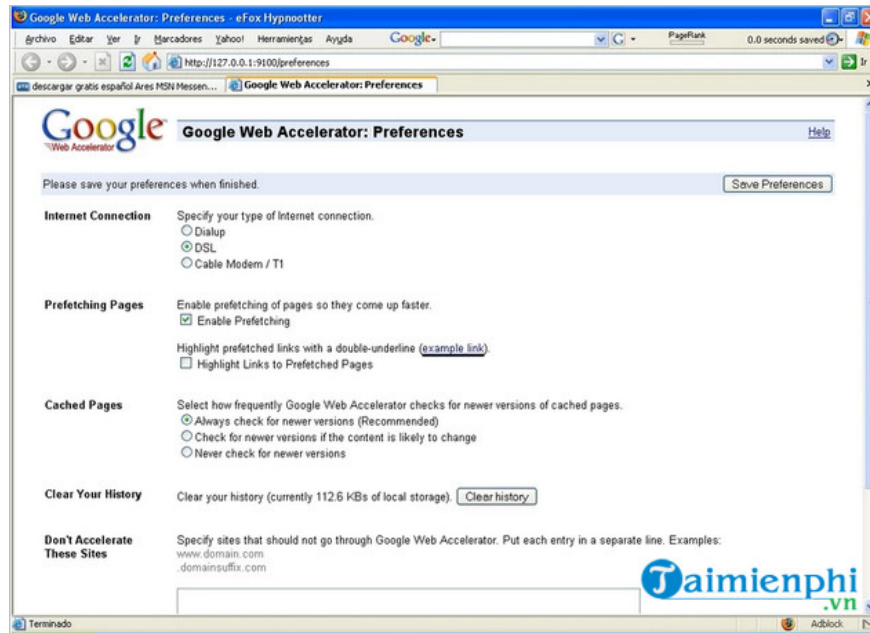 Google Web Accelerator: Preferences - eFox Hypnootter
Archivo Editar Ver Ir Marcadores Yahoo! Herramientas Ayuda Google PageRank 0.0 seconds saved
http://127.0.0.1:9100/preferences Ir
descargar gratis español Ares MSN Messen... Google Web Accelerator: Preferences
Google Web Accelerator
Google Web Accelerator: Preferences Help
Please save your preferences when finished. Save Preferences
Internet Connection Specify your type of Internet connection.
Dialup
DSL
Cable Modem / T1
Prefetching Pages Enable prefetching of pages so they come up faster.
Enable Prefetching
Highlight prefetched links with a double-underline (example link).
Highlight Links to Prefetched Pages
Cached Pages Select how frequently Google Web Accelerator checks for newer versions of cached pages.
Always check for newer versions (Recommended)
Check for newer versions if the content is likely to change
Never check for newer versions
Clear Your History Clear your history (currently 112.6 KBs of local storage). Clear history
Don't Accelerate These Sites Specify sites that should not go through Google Web Accelerator. Put each entry in a separate line. Examples:
www.domain.com
.domainsuffix.com
Taimienphi
.vn
Terminado Adblock